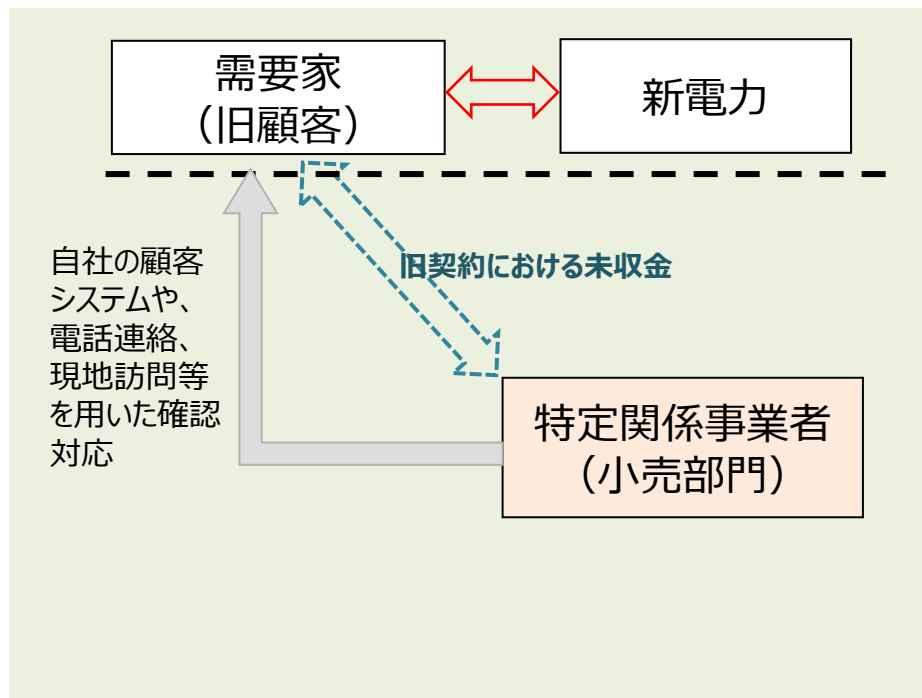 需要家
（旧顧客）
新電力
自社の顧客
システムや、
電話連絡、
現地訪問等
を用いた確認
対応
旧契約における未収金
特定関係事業者
（小売部門）